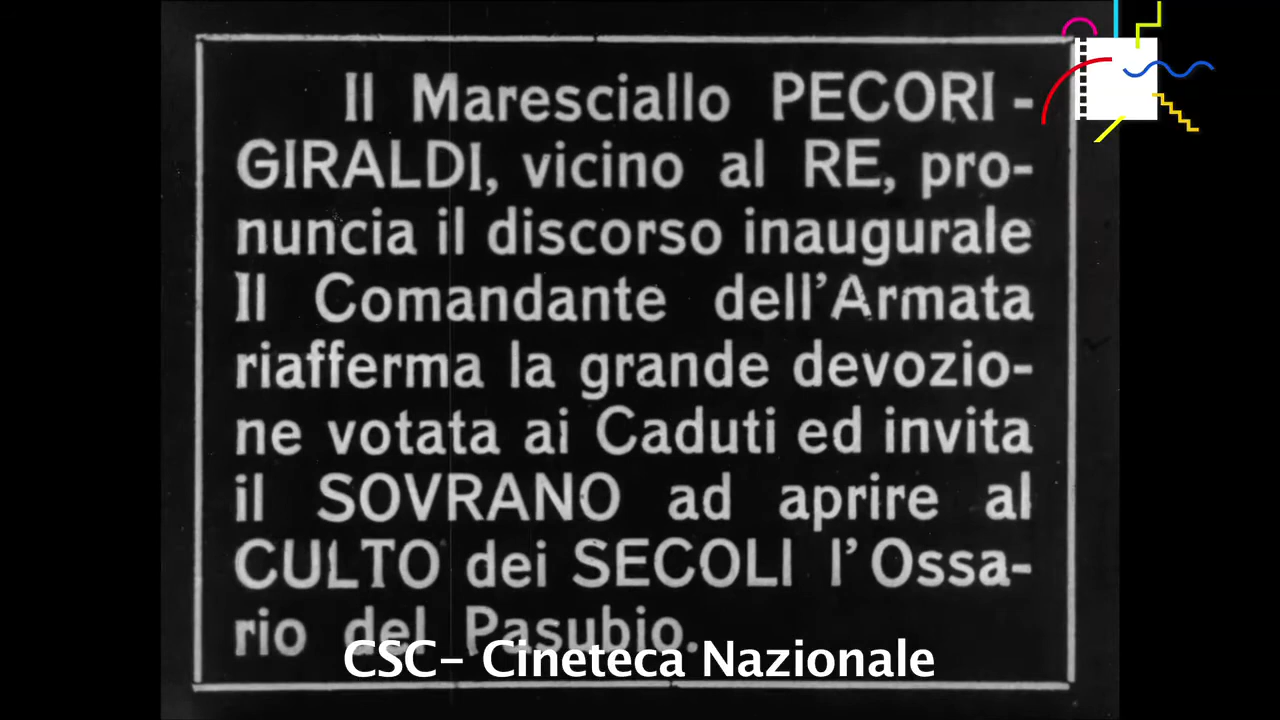 Il Maresciallo PECORI-
GIRALDI, vicino al RE, pro-
nuncia il discorso inaugurale
Il Comandante dell'Armata
riafferma la grande devozio-
ne votata ai Caduti ed invita
il SOVRANO ad aprire al
CULTO dei SECOLI l'Ossa-
rio del Pasubio.
CSC- Cineteca Nazionale